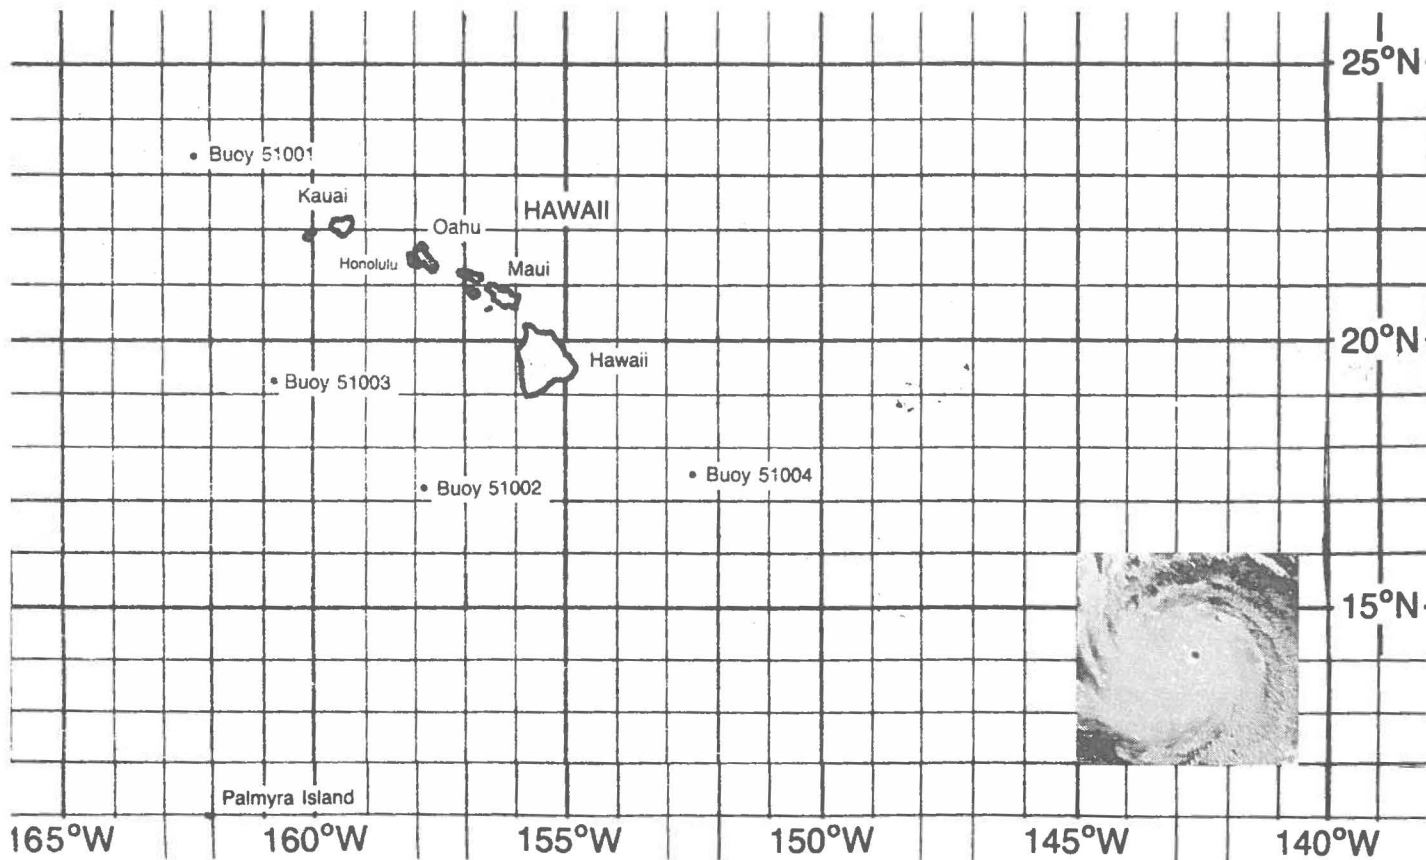 25°N
Buoy 51001
Kauai
HAWAII
Oahu
Honolulu
Maui
20°N
Hawaii
Buoy 51003
Buoy 51004
Buoy 51002
15°N
Palmyra Island
165°W 160°W 155°W 150°W 145°W 140°W